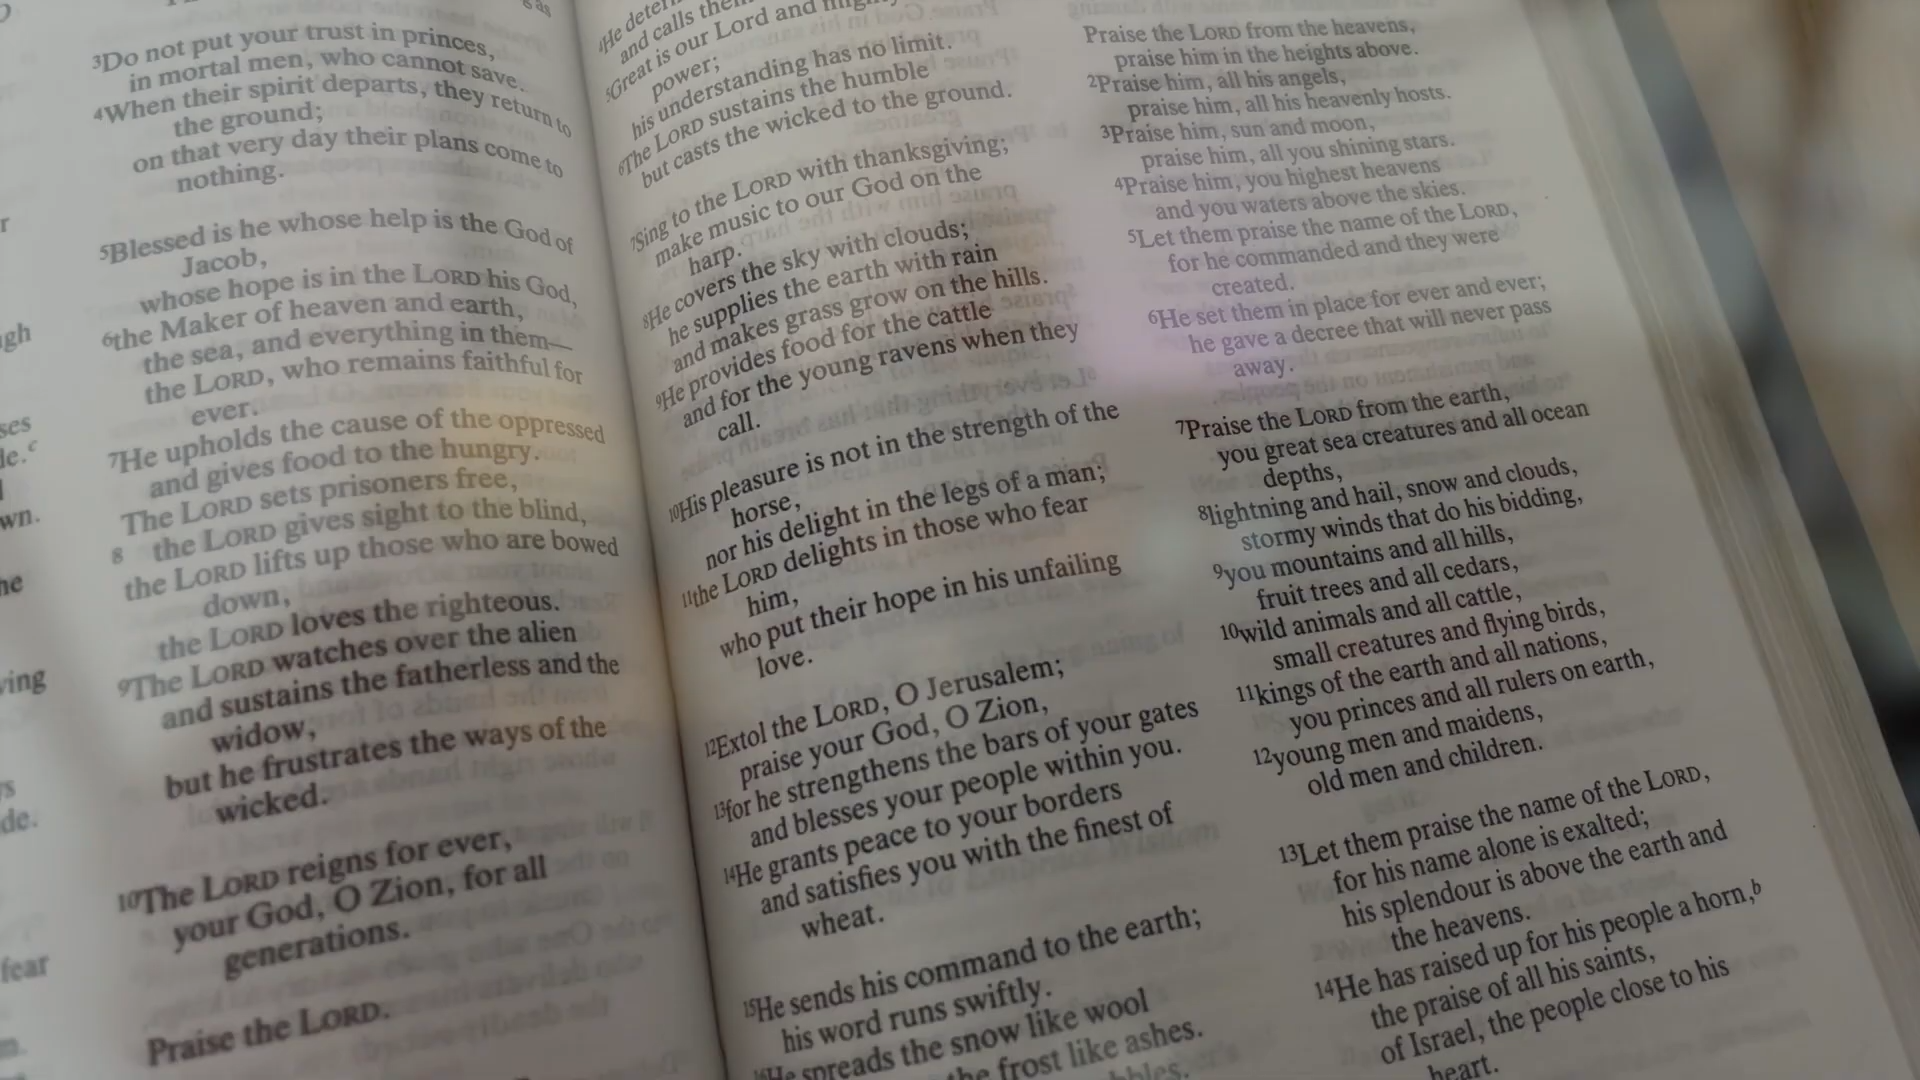 3Do not put your trust in princes,
in mortal men, who cannot save.
4When their spirit departs, they return to
the ground;
on that very day their plans come to
nothing.
5Blessed is he whose help is the God of
Jacob,
whose hope is in the LORD his God,
6the Maker of heaven and earth,
the sea, and everything in them—
the LORD, who remains faithful for
ever.
7He upholds the cause of the oppressed
and gives food to the hungry.
The LORD sets prisoners free,
8 the LORD gives sight to the blind,
the LORD lifts up those who are bowed
down,
the LORD loves the righteous.
9The LORD watches over the alien
and sustains the fatherless and the
widow,
but he frustrates the ways of the
wicked.
10The LORD reigns for ever,
your God, O Zion, for all
generations.
Praise the LORD.
and calls
5Great is our Lord and
power;
his understanding has no limit.
6The LORD sustains the humble
but casts the wicked to the ground.
7Sing to the LORD with thanksgiving;
make music to our God on the
harp.
8He covers the sky with clouds;
he supplies the earth with rain
and makes grass grow on the hills.
9He provides food for the cattle
and for the young ravens when they
call.
10His pleasure is not in the strength of the
horse,
nor his delight in the legs of a man;
11the LORD delights in those who fear
him,
who put their hope in his unfailing
love.
12Extol the LORD, O Jerusalem;
praise your God, O Zion,
13for he strengthens the bars of your gates
and blesses your people within you.
14He grants peace to your borders
and satisfies you with the finest of
wheat.
15He sends his command to the earth;
his word runs swiftly.
16He spreads the snow like wool
the frost like ashes.
Praise the LORD from the heavens,
praise him in the heights above.
2Praise him, all his angels,
praise him, all his heavenly hosts.
3Praise him, sun and moon,
praise him, all you shining stars.
4Praise him, you highest heavens
and you waters above the skies.
5Let them praise the name of the LORD,
for he commanded and they were
created.
6He set them in place for ever and ever;
he gave a decree that will never pass
away.
7Praise the LORD from the earth,
you great sea creatures and all ocean
depths,
8lightning and hail, snow and clouds,
stormy winds that do his bidding,
9you mountains and all hills,
fruit trees and all cedars,
10wild animals and all cattle,
small creatures and flying birds,
11kings of the earth and all nations,
you princes and all rulers on earth,
12young men and maidens,
old men and children.
13Let them praise the name of the LORD,
for his name alone is exalted;
his splendour is above the earth and
the heavens.
14He has raised up for his people a horn,b
the praise of all his saints,
of Israel, the people close to his
heart.